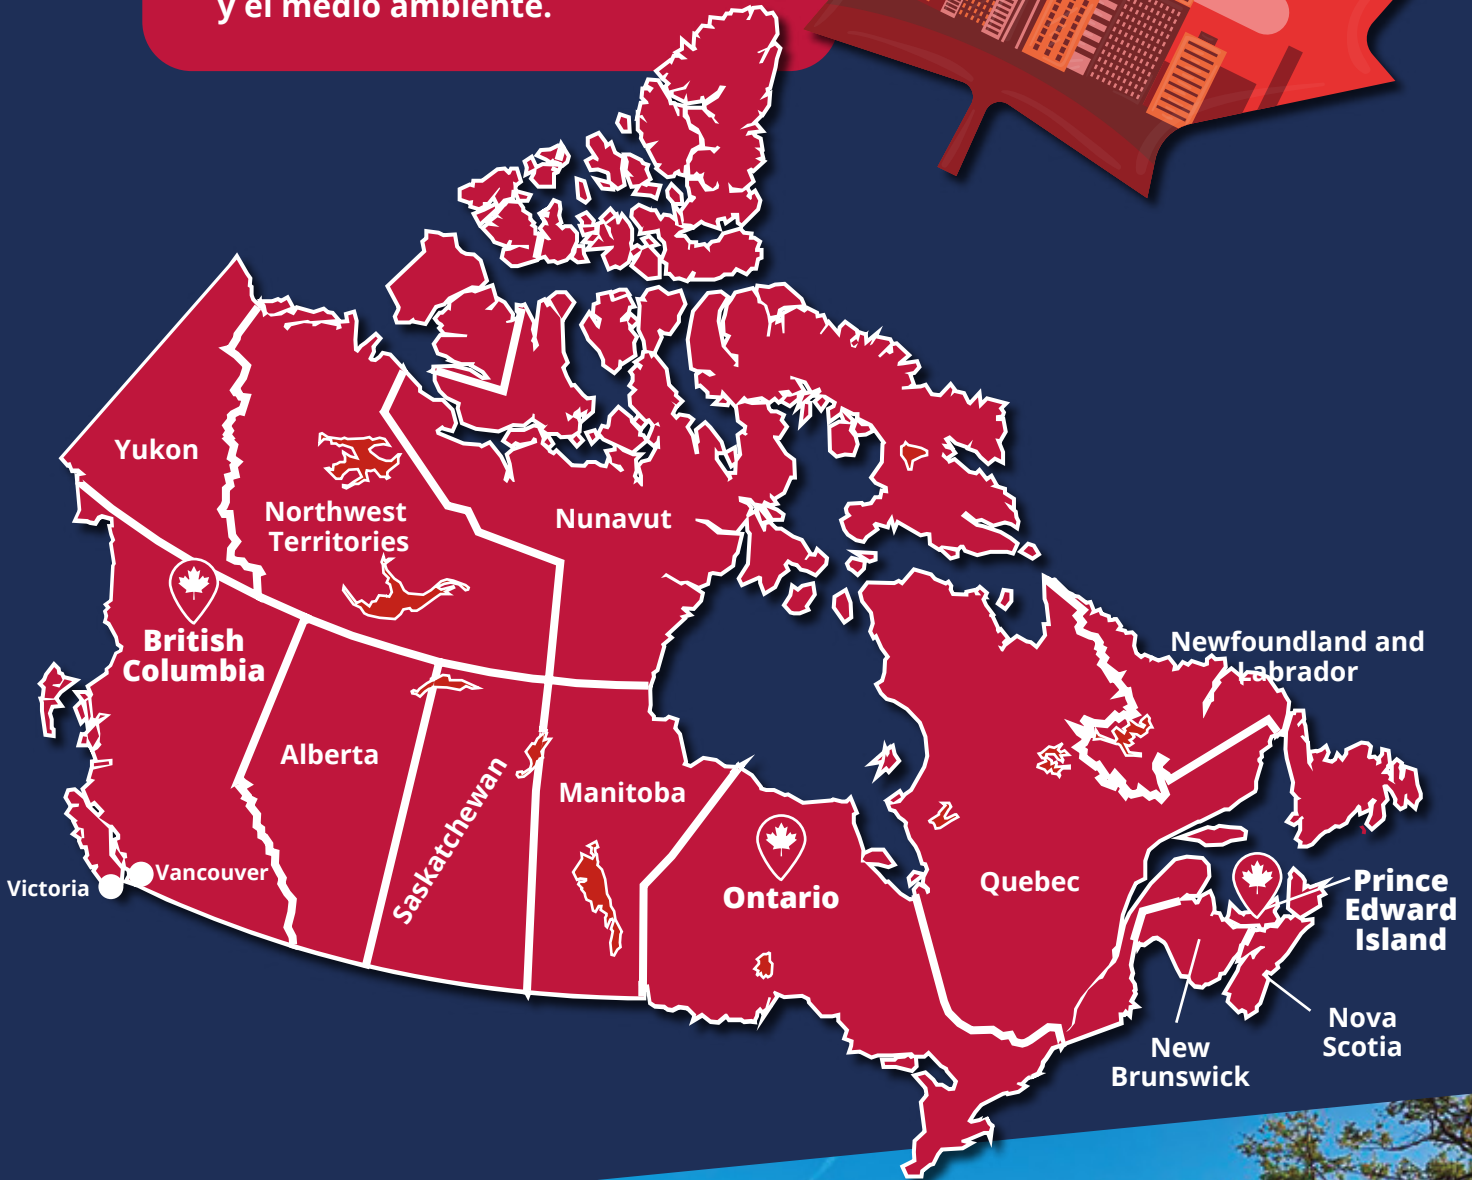 y el medio ambiente.
Yukon
Northwest
Territories
Nunavut
British
Columbia
Newfoundland and
Labrador
Alberta
Saskatchewan
Manitoba
Ontario
Quebec
Victoria
Vancouver
Prince
Edward
Island
Nova
Scotia
New
Brunswick